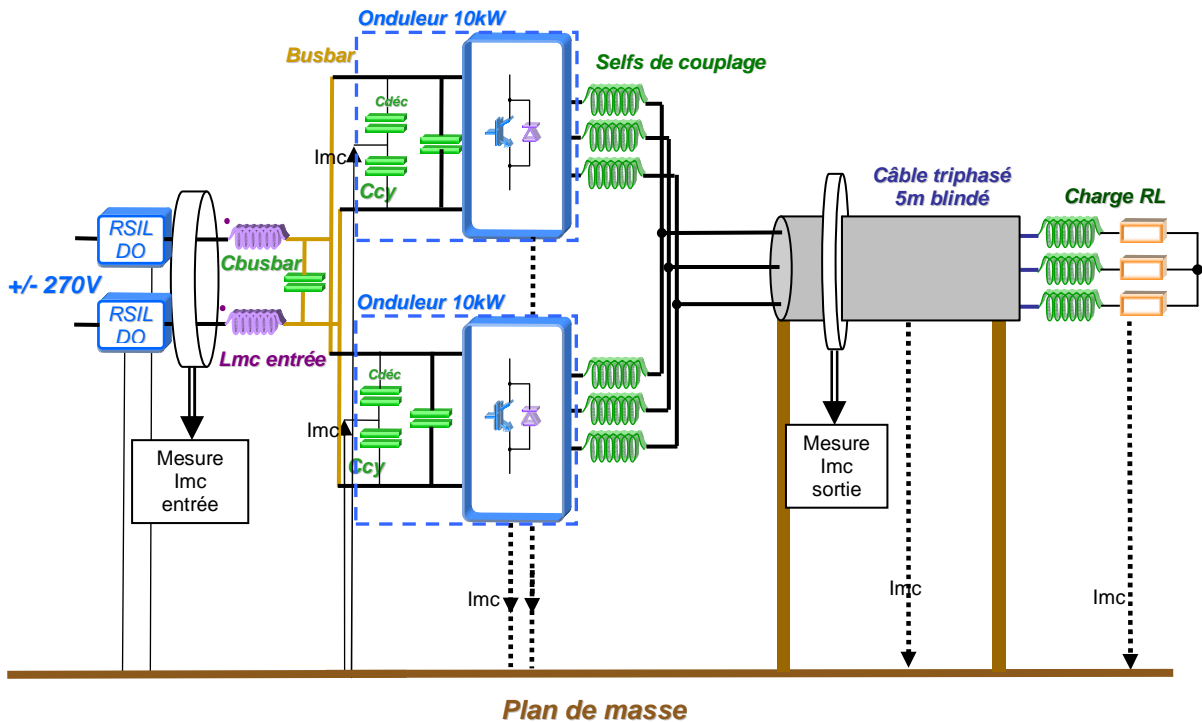 Onduleur 10kW
Busbar
Selfs de couplage
Cdéc
Imc
Ccy
Câble triphasé
5m blindé
Charge RL
RSIL
DO
Cbusbar
+/- 270V
Onduleur 10kW
RSIL
DO
Lmc entrée
Cdéc
Imc
Ccy
Mesure
Imc
entrée
Mesure
Imc
sortie
Imc
Imc
Imc
Plan de masse